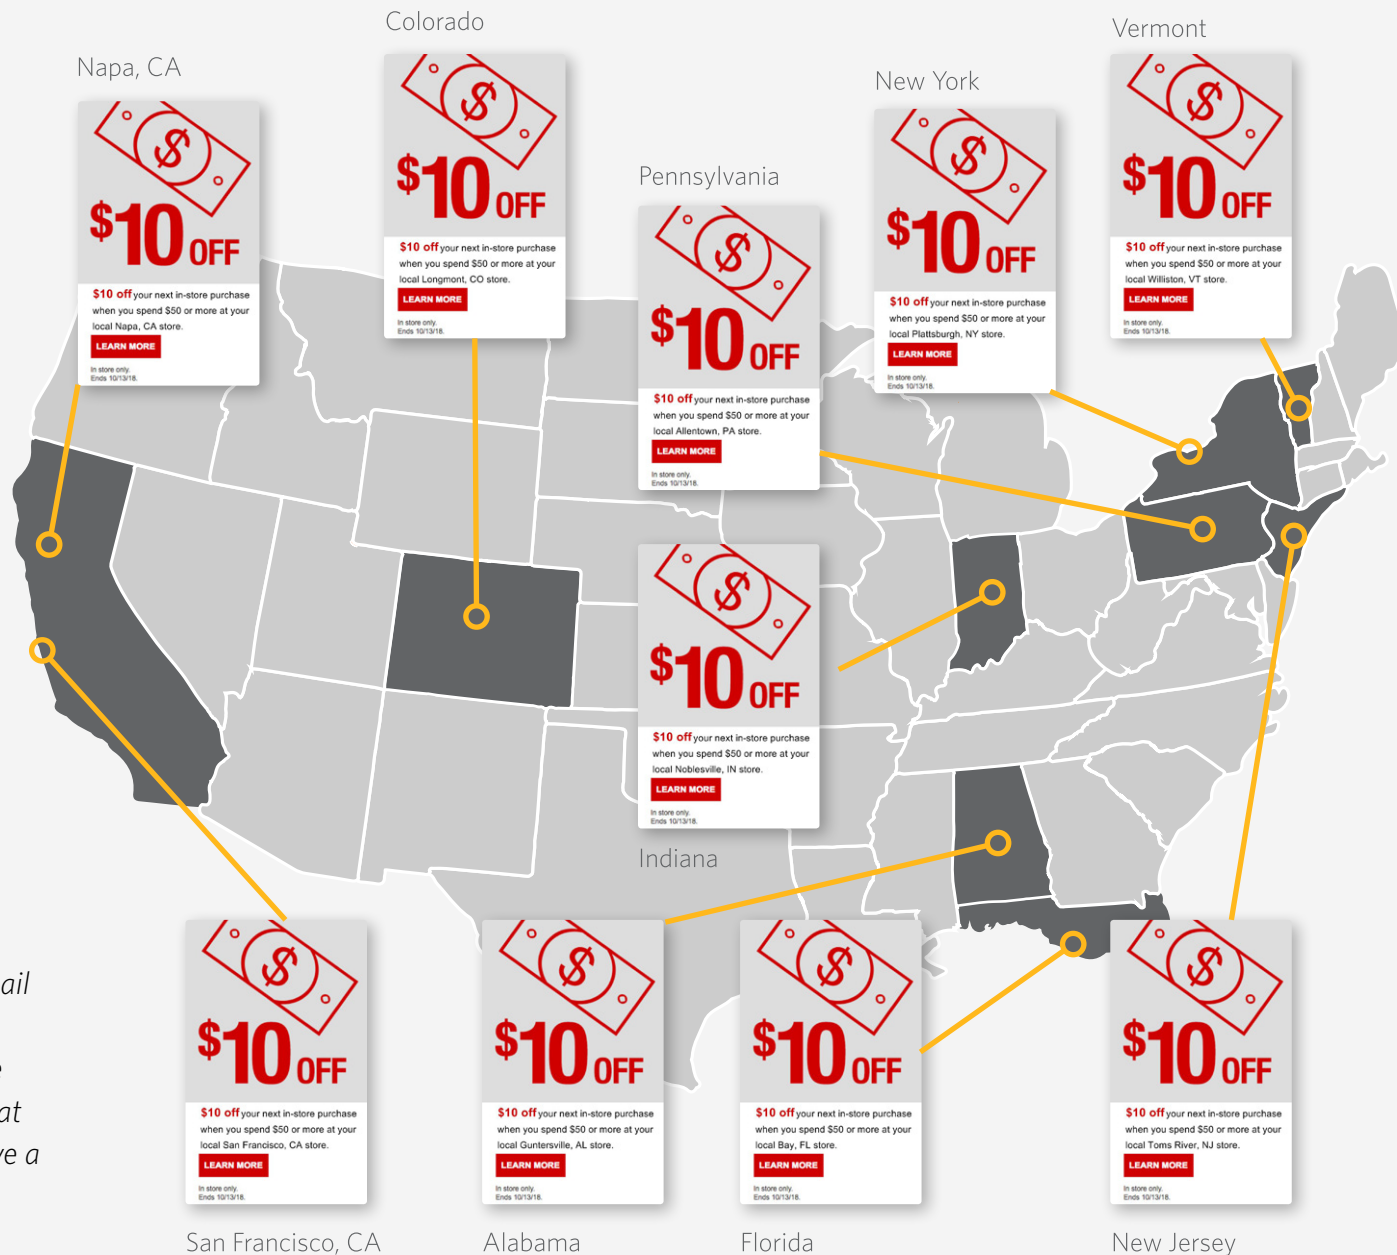 Colorado
$10 OFF
$10 off your next in-store purchase
when you spend $50 or more at your
local Longmont, CO store.
LEARN MORE
In store only.
Ends 10/13/18.
Vermont
$10 OFF
$10 off your next in-store purchase
when you spend $50 or more at your
local Williston, VT store.
LEARN MORE
In store only.
Ends 10/13/18.
Napa, CA
$10 OFF
$10 off your next in-store purchase
when you spend $50 or more at your
local Napa, CA store.
LEARN MORE
In store only.
Ends 10/13/18.
New York
$10 OFF
$10 off your next in-store purchase
when you spend $50 or more at your
local Plattsburgh, NY store.
LEARN MORE
In store only.
Ends 10/13/18.
Pennsylvania
$10 OFF
$10 off your next in-store purchase
when you spend $50 or more at your
local Allentown, PA store.
LEARN MORE
In store only.
Ends 10/13/18.
$10 OFF
$10 off your next in-store purchase
when you spend $50 or more at your
local Noblesville, IN store.
LEARN MORE
In store only.
Ends 10/13/18.
Indiana
ail
e
at
ve a
$10 OFF
$10 off your next in-store purchase
when you spend $50 or more at your
local San Francisco, CA store.
LEARN MORE
In store only.
Ends 10/13/18.
San Francisco, CA
$10 OFF
$10 off your next in-store purchase
when you spend $50 or more at your
local Guntersville, AL store.
LEARN MORE
In store only.
Ends 10/13/18.
Alabama
$10 OFF
$10 off your next in-store purchase
when you spend $50 or more at your
local Bay, FL store.
LEARN MORE
In store only.
Ends 10/13/18.
Florida
$10 OFF
$10 off your next in-store purchase
when you spend $50 or more at your
local Toms River, NJ store.
LEARN MORE
In store only.
Ends 10/13/18.
New Jersey